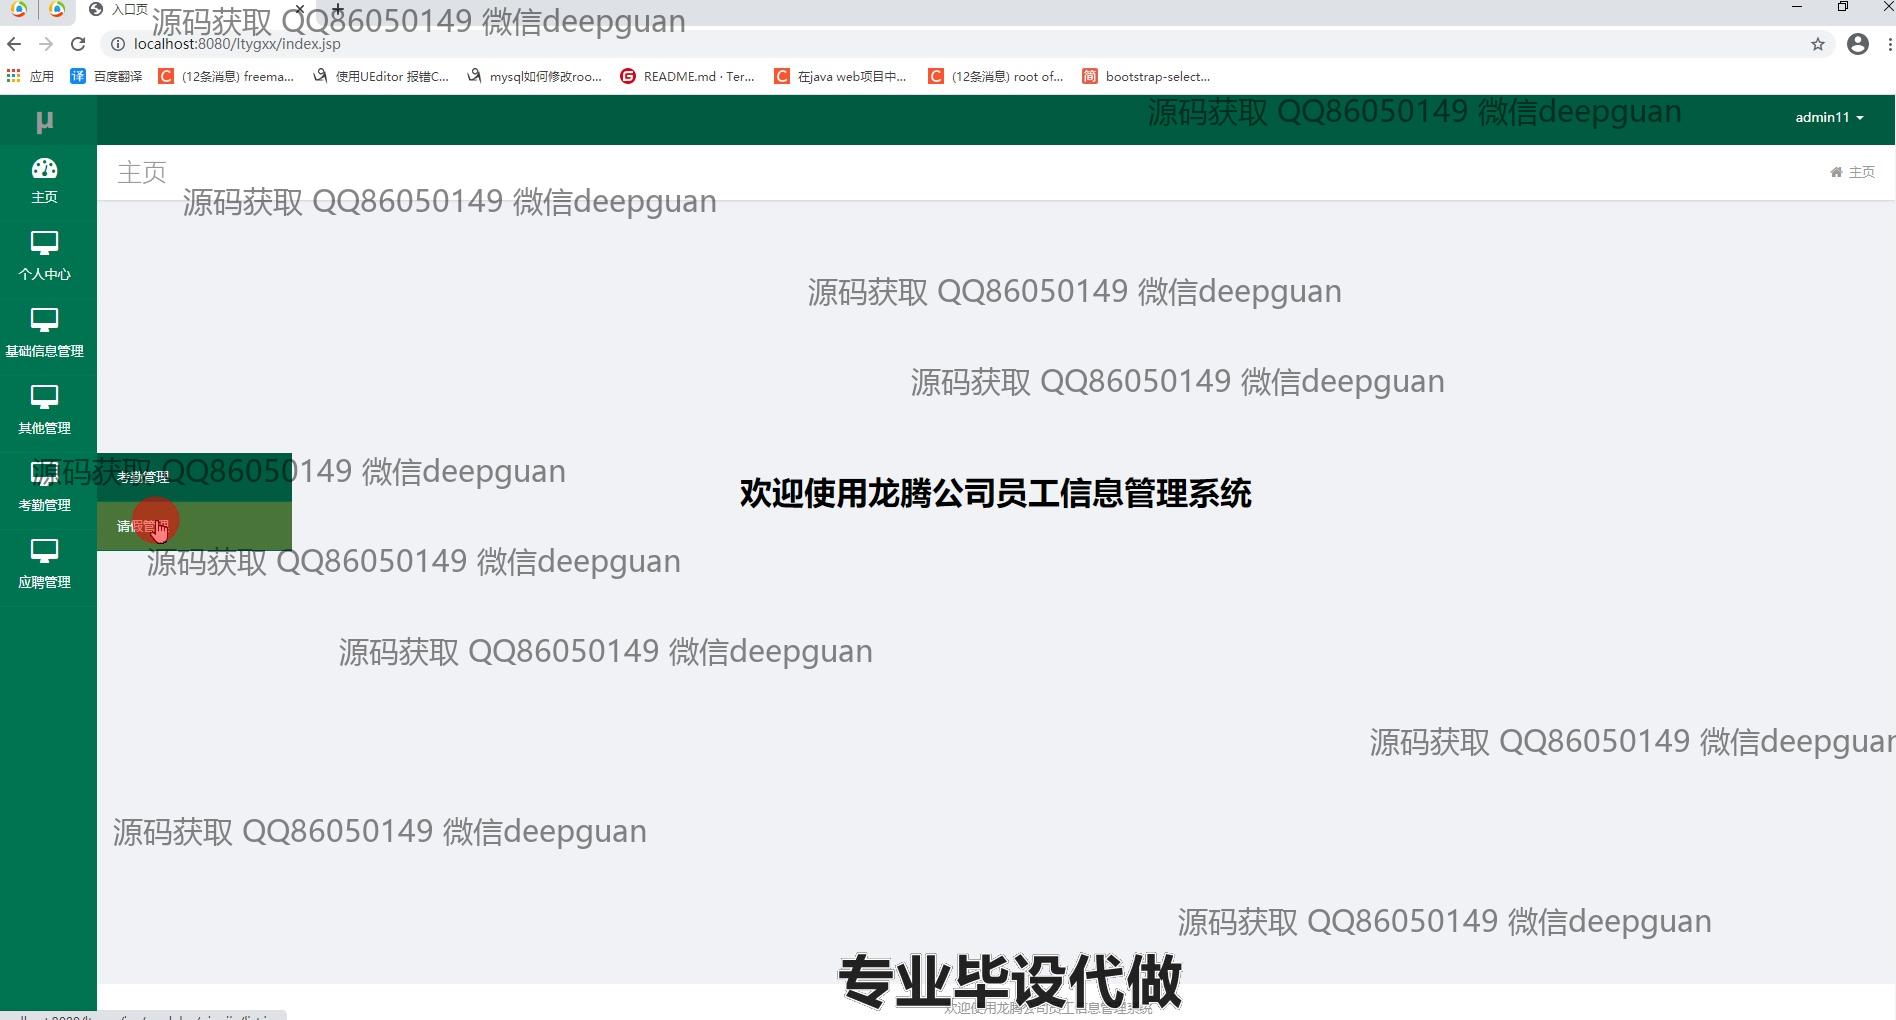 入口页
源码获取 QQ86050149 微信deepguan
localhost:8080/ltygxx/index.jsp
应用
百度翻译
(12条消息) freema...
使用UEditor 报错C...
mysql如何修改roo...
README.md · Ter...
在java web项目中...
(12条消息) root of...
bootstrap-select...
源码获取 QQ86050149 微信deepguan
admin11
μ
主页
主页
主页
源码获取 QQ86050149 微信deepguan
个人中心
源码获取 QQ86050149 微信deepguan
基础信息管理
源码获取 QQ86050149 微信deepguan
其他管理
源码获取 QQ86050149 微信deepguan
考勤管理
欢迎使用龙腾公司员工信息管理系统
考勤管理
请假管理
源码获取 QQ86050149 微信deepguan
应聘管理
源码获取 QQ86050149 微信deepguan
源码获取 QQ86050149 微信deepguan
源码获取 QQ86050149 微信deepguan
源码获取 QQ86050149 微信deepguan
专业毕设代做
欢迎使用龙腾公司员工信息管理系统